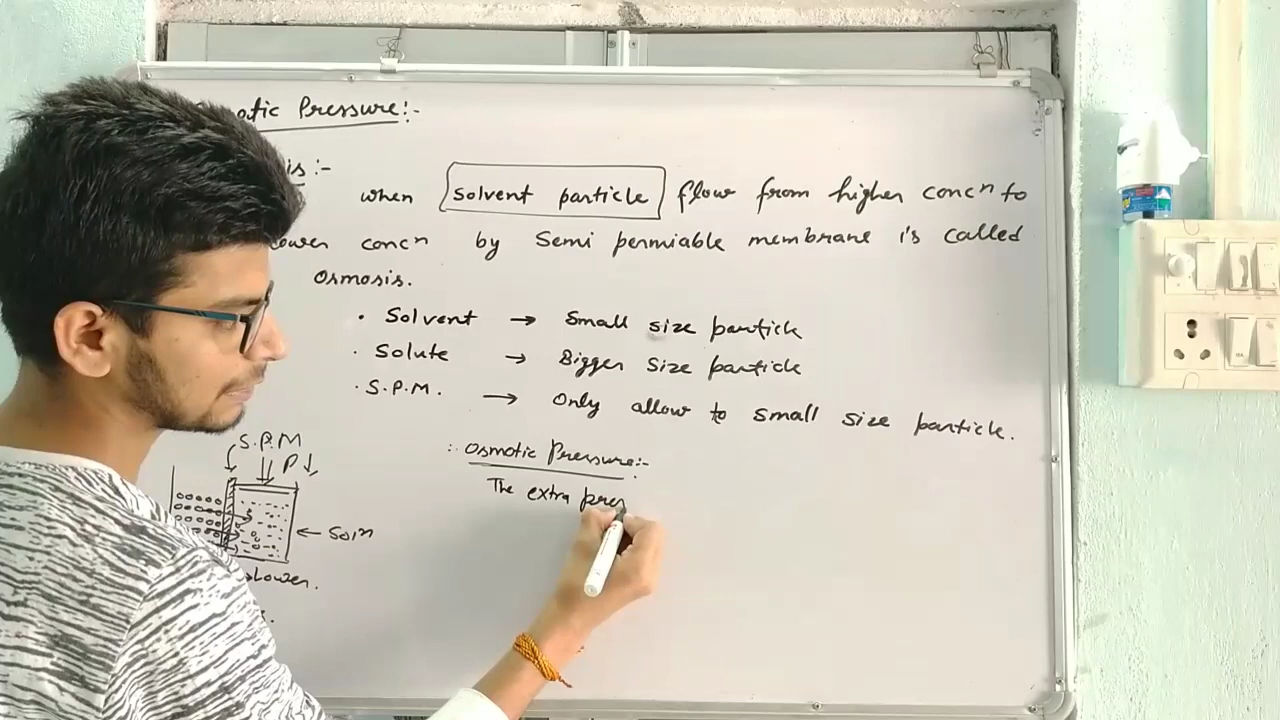 otic Pressure:-
is :-
when solvent particle flow from higher concn to
lower concn by Semi permiable membrane is called
Osmosis.
• Solvent → Small size particle
• Solute → Bigger size particle
• S.P.M. → Only allow to small size particle.
S.P.M
P ↓
← Soln
Lower.
: Osmotic Pressure:-
The extra pres